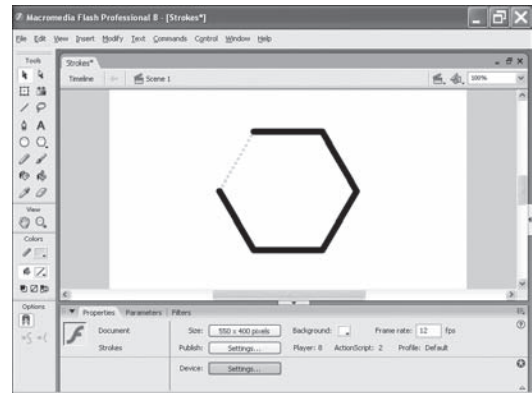 Macromedia Flash Professional 8 - [Strokes*]
File Edit View Insert Modify Text Commands Control Window Help
Tools
Strokes*
Timeline Scene 1 100%
A
View
Colors
Options
Properties Parameters Filters
Document Size: 550 x 400 pixels Background: Frame rate: 12 fps
Strokes Publish: Settings... Player: 8 ActionScript: 2 Profile: Default
Device: Settings...